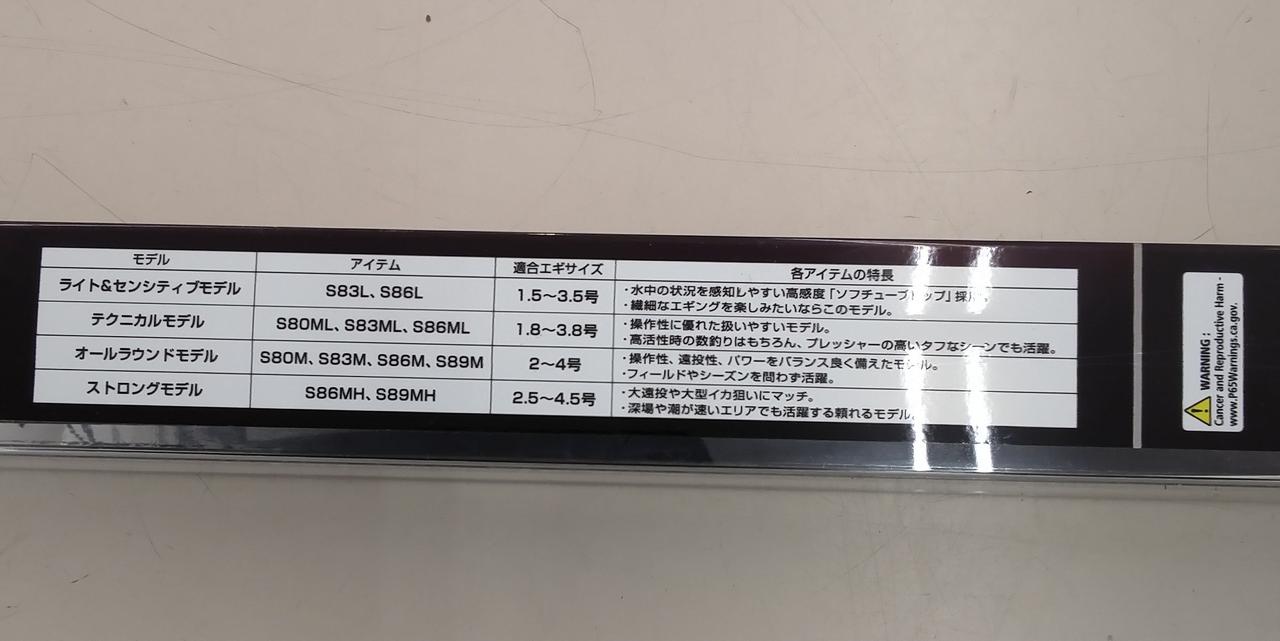 モデル アイテム 適合エギサイズ 各アイテムの特長
ライト&センシティブモデル S83L、S86L 1.5〜3.5号 ・水中の状況を感知しやすい高感度「ソフチューブトップ」採用。
・繊細なエギングを楽しみたいならこのモデル。
テクニカルモデル S80ML、S83ML、S86ML 1.8〜3.8号 ・操作性に優れた扱いやすいモデル。
・高活性時の数釣りはもちろん、プレッシャーの高いタフなシーンでも活躍。
オールラウンドモデル S80M、S83M、S86M、S89M 2〜4号 ・操作性、遠投性、パワーをバランス良く備えたモデル。
・フィールドやシーズンを問わず活躍。
ストロングモデル S86MH、S89MH 2.5〜4.5号 ・大遠投や大型イカ狙いにマッチ。
・深場や潮が速いエリアでも活躍する頼れるモデル。
WARNING :
Cancer and Reproductive Harm -
www.P65Warnings.ca.gov.